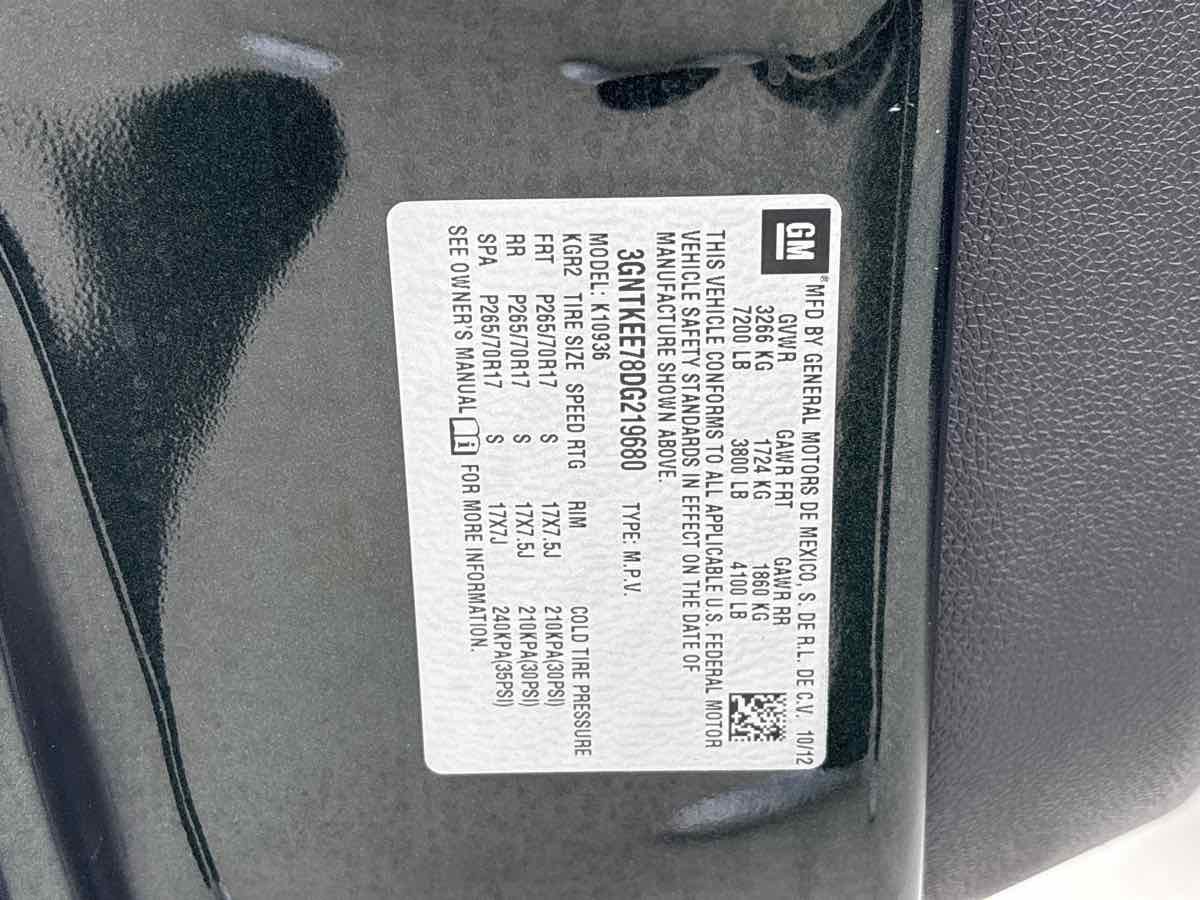 GM ® MFD BY GENERAL MOTORS DE MEXICO, S. DE R.L. DE C.V. 10/12
GVWR GAWR FRT GAWR RR
3266 KG 1724 KG 1860 KG
7200 LB 3800 LB 4100 LB
THIS VEHICLE CONFORMS TO ALL APPLICABLE U.S. FEDERAL MOTOR
VEHICLE SAFETY STANDARDS IN EFFECT ON THE DATE OF
MANUFACTURE SHOWN ABOVE.
3GNTKEE78DG219680 TYPE: M.P.V.
MODEL: K10936
KGR2 TIRE SIZE SPEED RTG RIM COLD TIRE PRESSURE
FRT P265/70R17 S 17X7.5J 210KPA(30PSI)
RR P265/70R17 S 17X7.5J 210KPA(30PSI)
SPA P265/70R17 S 17X7J 240KPA(35PSI)
SEE OWNER'S MANUAL i FOR MORE INFORMATION.